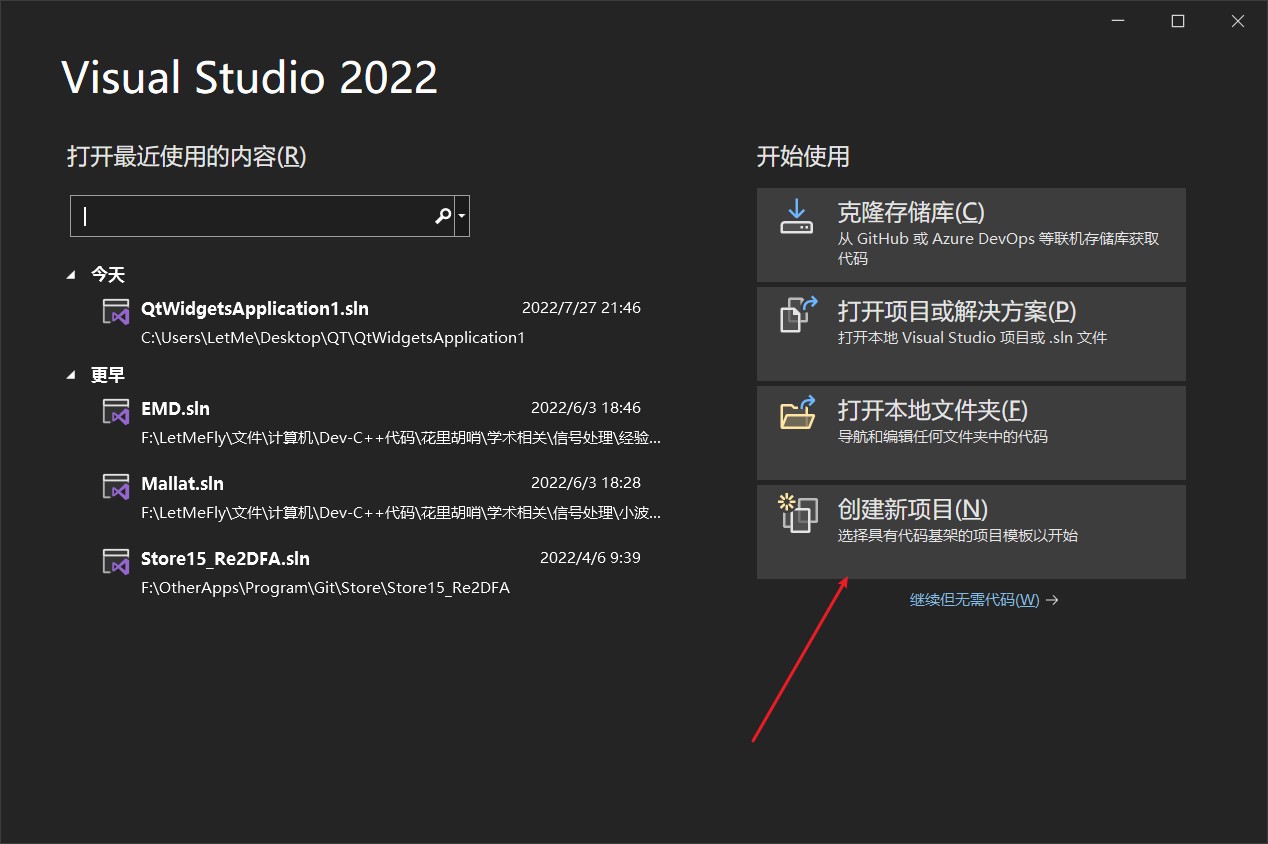 Visual Studio 2022
打开最近使用的内容(R)
今天
QtWidgetsApplication1.sln 2022/7/27 21:46
C:\Users\LetMe\Desktop\QT\QtWidgetsApplication1
更早
EMD.sln 2022/6/3 18:46
F:\LetMeFly\文件\计算机\Dev-C++代码\花里胡哨\学术相关\信号处理\经验...
Mallat.sln 2022/6/3 18:28
F:\LetMeFly\文件\计算机\Dev-C++代码\花里胡哨\学术相关\信号处理\小波...
Store15_Re2DFA.sln 2022/4/6 9:39
F:\OtherApps\Program\Git\Store\Store15_Re2DFA
开始使用
克隆存储库(C)
从 GitHub 或 Azure DevOps 等联机存储库获取
代码
打开项目或解决方案(P)
打开本地 Visual Studio 项目或 .sln 文件
打开本地文件夹(F)
导航和编辑任何文件夹中的代码
创建新项目(N)
选择具有代码基架的项目模板以开始
继续但无需代码(W) →